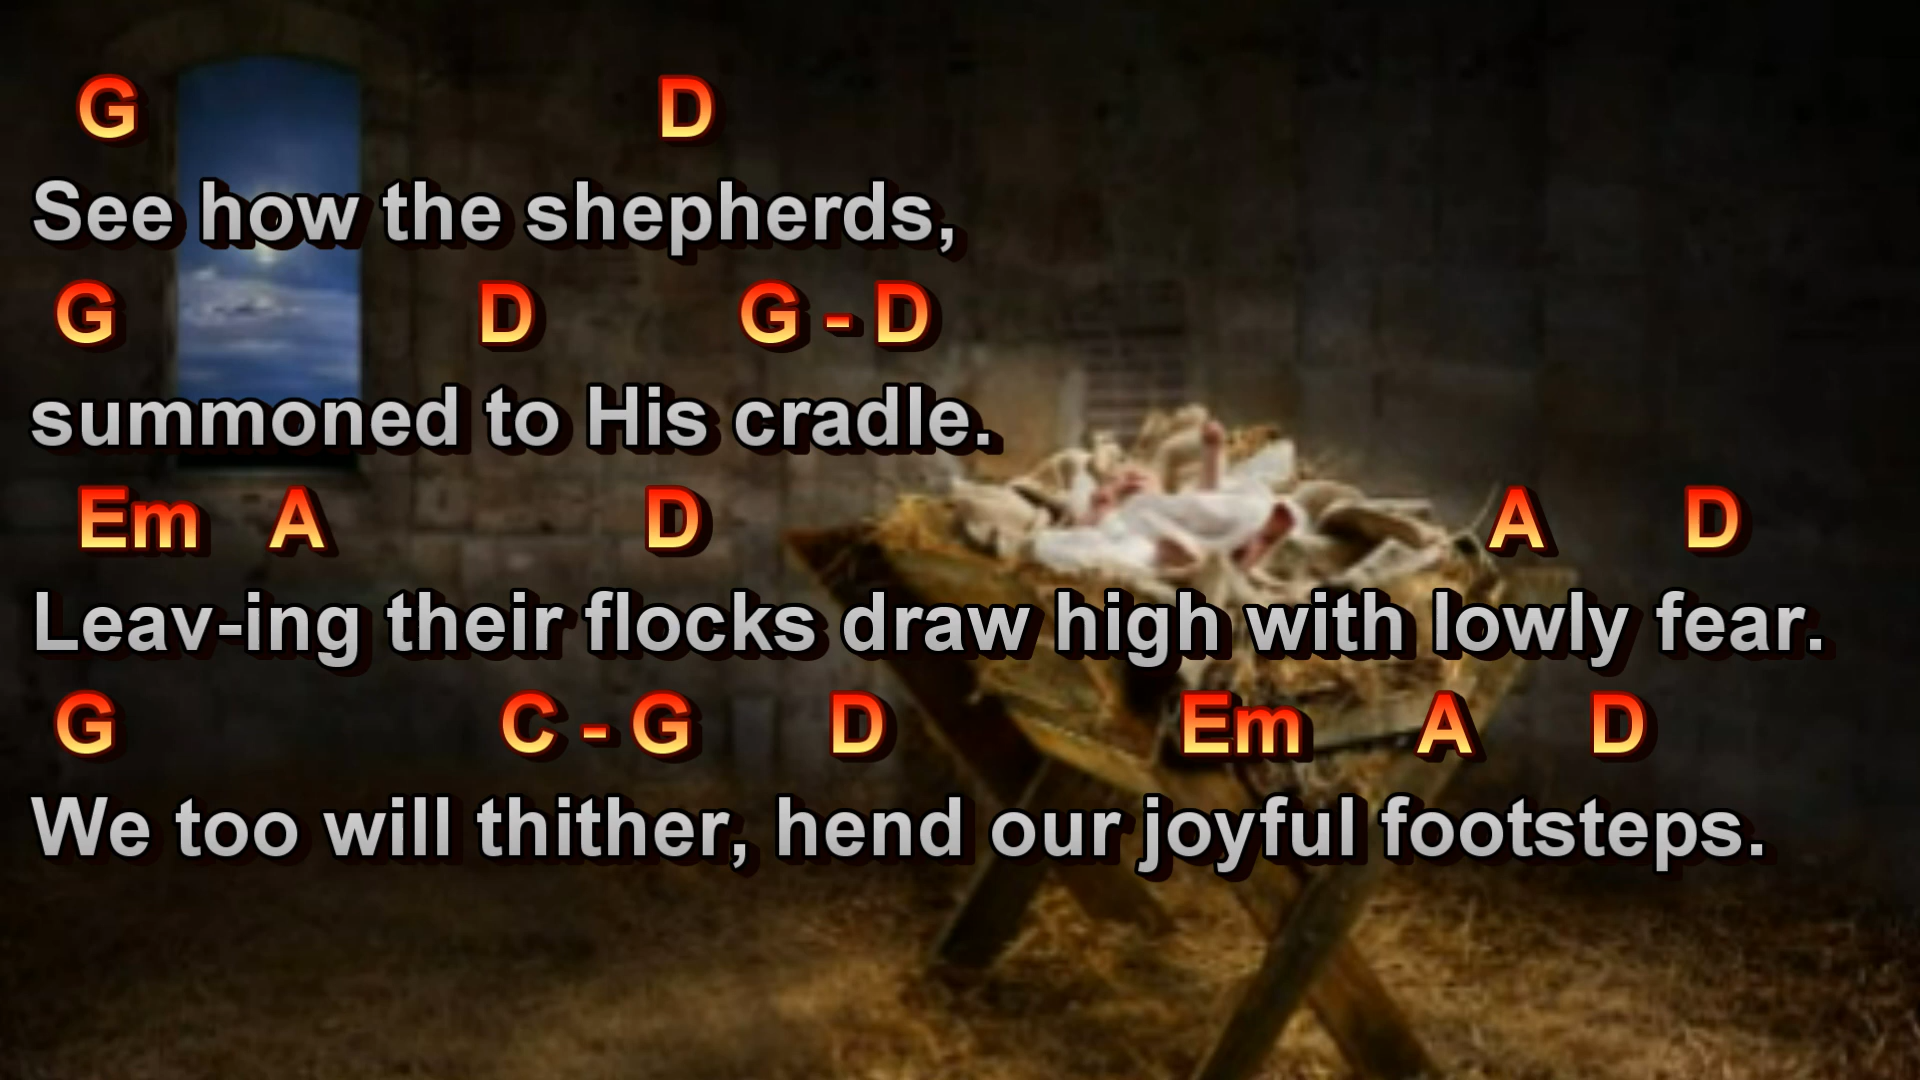 G D
See how the shepherds,
G D G - D
summoned to His cradle.
Em A D A D
Leav-ing their flocks draw high with lowly fear.
G C - G D Em A D
We too will thither, hend our joyful footsteps.